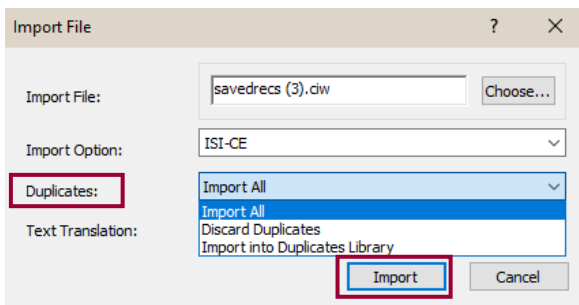 Import File ? ×
Import File: savedrecs (3).ciw Choose...
Import Option: ISI-CE
Duplicates: Import All
Import All
Text Translation: Discard Duplicates
Import into Duplicates Library
Import Cancel